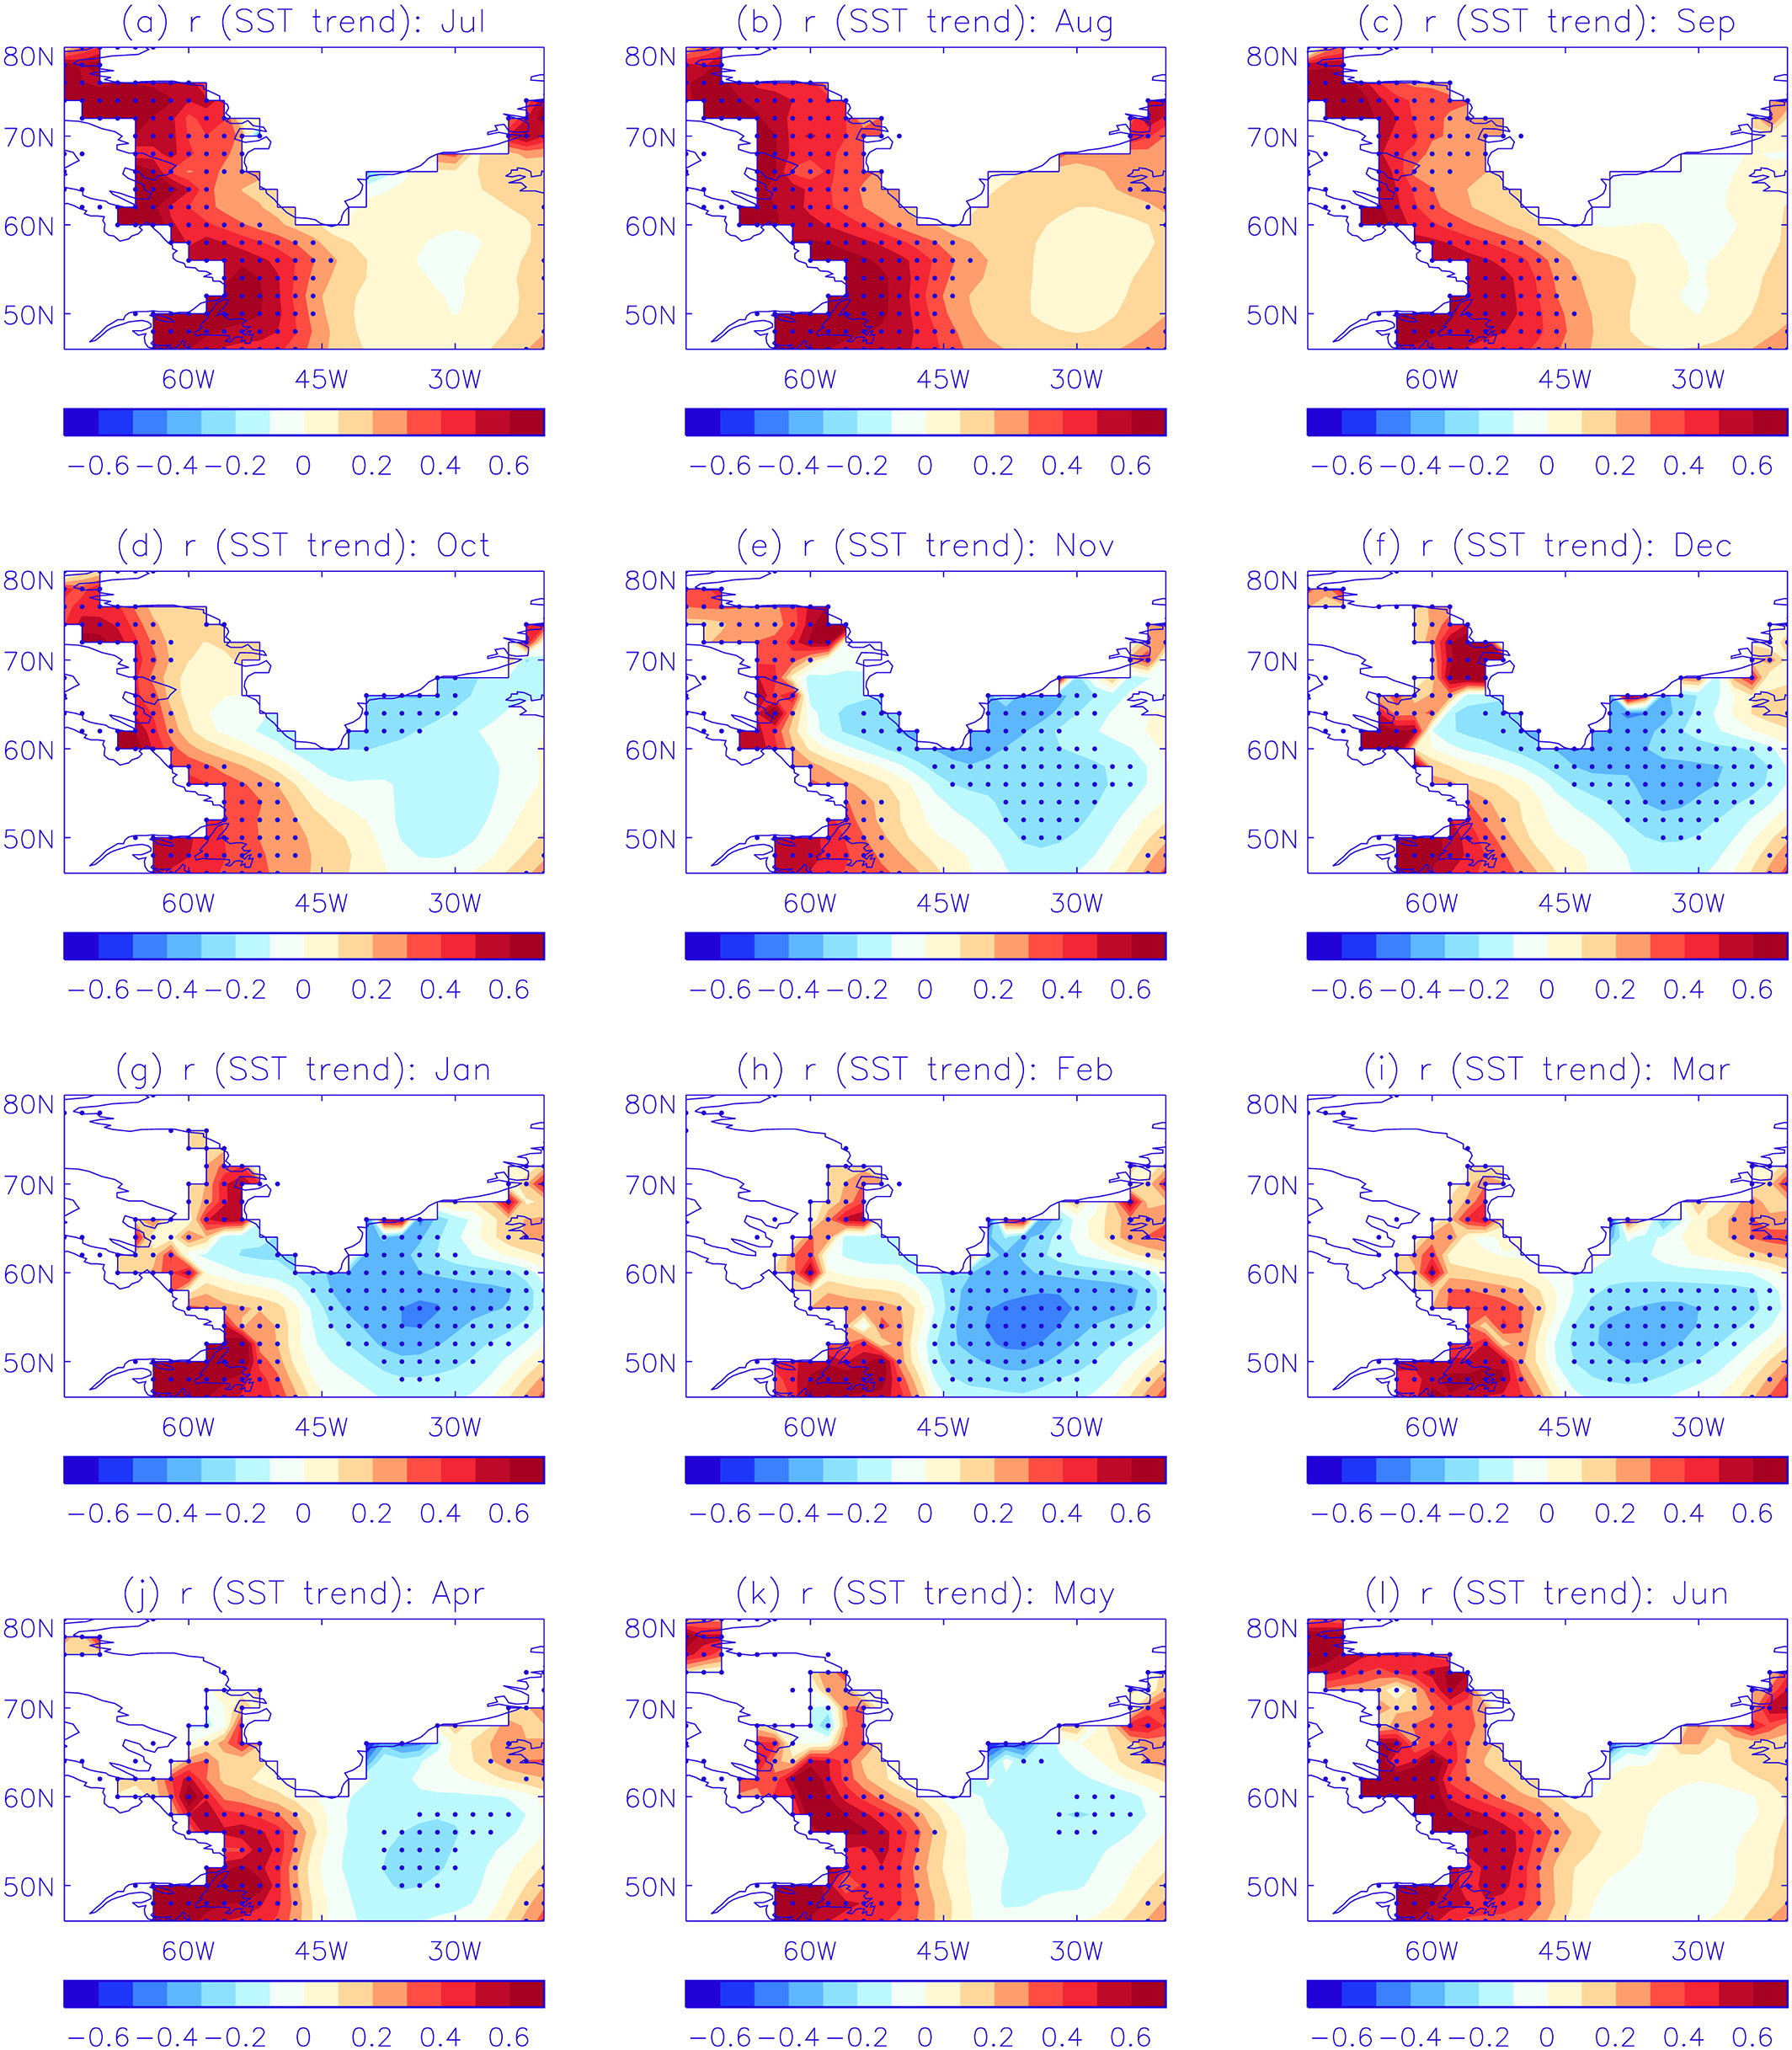 (a) r (SST trend): Jul
(b) r (SST trend): Aug
(c) r (SST trend): Sep
80N
70N
60N
50N
60W 45W 30W
−0.6 −0.4 −0.2 0 0.2 0.4 0.6
80N
70N
60N
50N
60W 45W 30W
−0.6 −0.4 −0.2 0 0.2 0.4 0.6
80N
70N
60N
50N
60W 45W 30W
−0.6 −0.4 −0.2 0 0.2 0.4 0.6
(d) r (SST trend): Oct
(e) r (SST trend): Nov
(f) r (SST trend): Dec
80N
70N
60N
50N
60W 45W 30W
−0.6 −0.4 −0.2 0 0.2 0.4 0.6
80N
70N
60N
50N
60W 45W 30W
−0.6 −0.4 −0.2 0 0.2 0.4 0.6
80N
70N
60N
50N
60W 45W 30W
−0.6 −0.4 −0.2 0 0.2 0.4 0.6
(g) r (SST trend): Jan
(h) r (SST trend): Feb
(i) r (SST trend): Mar
80N
70N
60N
50N
60W 45W 30W
−0.6 −0.4 −0.2 0 0.2 0.4 0.6
80N
70N
60N
50N
60W 45W 30W
−0.6 −0.4 −0.2 0 0.2 0.4 0.6
80N
70N
60N
50N
60W 45W 30W
−0.6 −0.4 −0.2 0 0.2 0.4 0.6
(j) r (SST trend): Apr
(k) r (SST trend): May
(l) r (SST trend): Jun
80N
70N
60N
50N
60W 45W 30W
−0.6 −0.4 −0.2 0 0.2 0.4 0.6
80N
70N
60N
50N
60W 45W 30W
−0.6 −0.4 −0.2 0 0.2 0.4 0.6
80N
70N
60N
50N
60W 45W 30W
−0.6 −0.4 −0.2 0 0.2 0.4 0.6